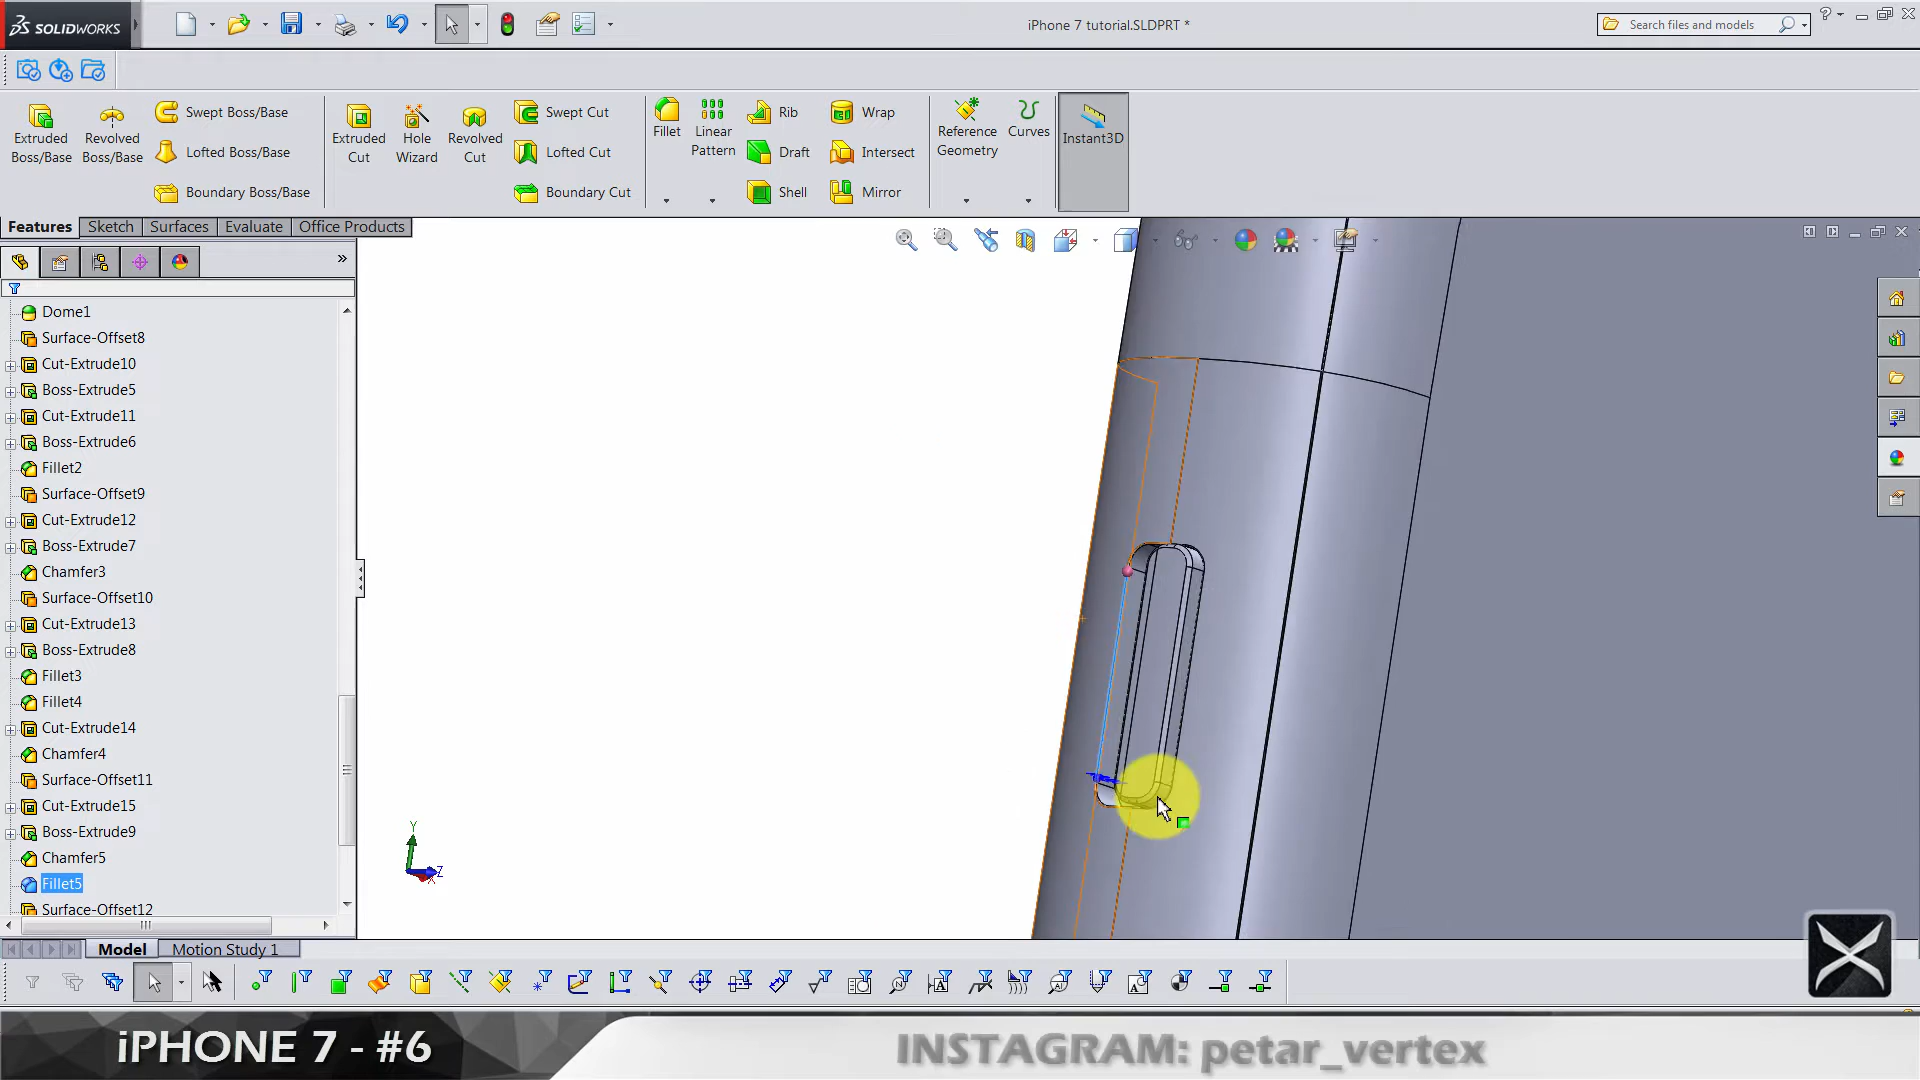 SOLIDWORKS
iPhone 7 tutorial.SLDPRT *
Search files and models
Extruded Boss/Base
Revolved Boss/Base
Swept Boss/Base
Lofted Boss/Base
Boundary Boss/Base
Extruded Cut
Hole Wizard
Revolved Cut
Swept Cut
Lofted Cut
Boundary Cut
Fillet
Linear Pattern
Rib
Draft
Shell
Wrap
Intersect
Mirror
Reference Geometry
Curves
Instant3D
Features
Sketch
Surfaces
Evaluate
Office Products
Dome1
Surface-Offset8
Cut-Extrude10
Boss-Extrude5
Cut-Extrude11
Boss-Extrude6
Fillet2
Surface-Offset9
Cut-Extrude12
Boss-Extrude7
Chamfer3
Surface-Offset10
Cut-Extrude13
Boss-Extrude8
Fillet3
Fillet4
Cut-Extrude14
Chamfer4
Surface-Offset11
Cut-Extrude15
Boss-Extrude9
Chamfer5
Fillet5
Surface-Offset12
Y
Z
X
Model
Motion Study 1
iPHONE 7 - #6
INSTAGRAM: petar_vertex